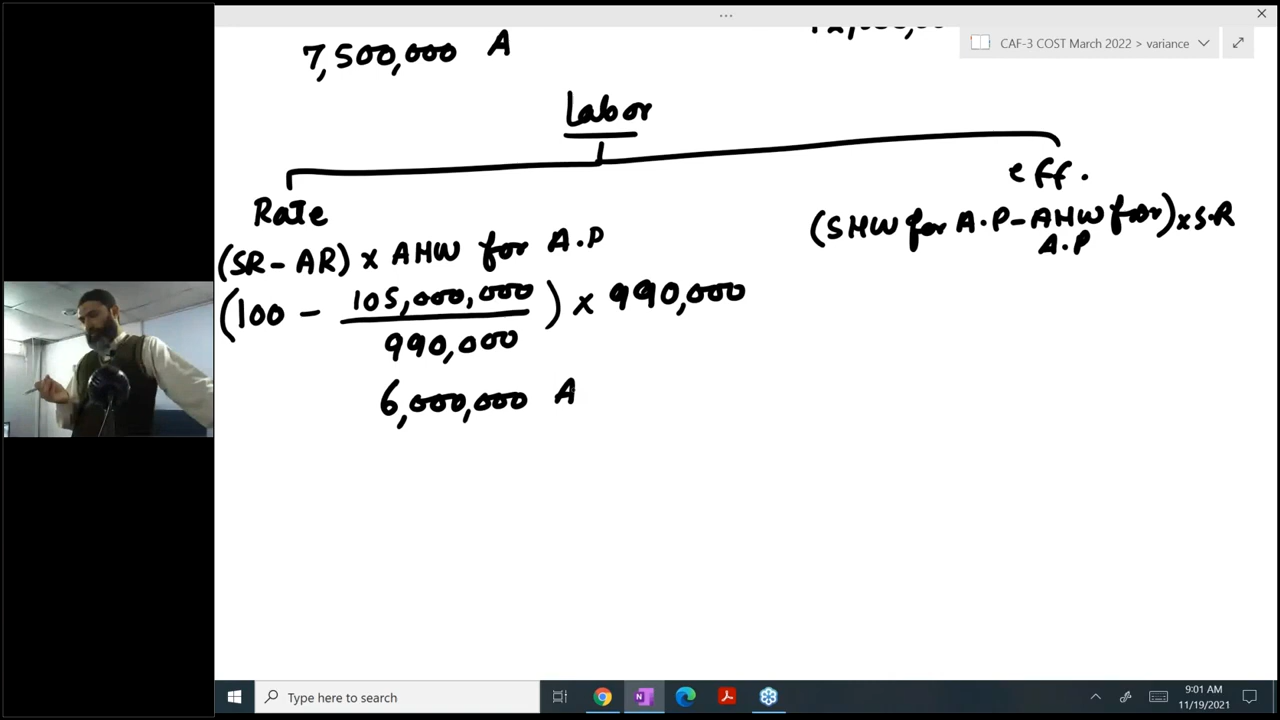 CAF-3 COST March 2022 > variance
7,500,000 A
Labor
Rate
eff.
(SR - AR) × AHW for A.P
(SHW for A.P - AHW for A.P) × S.R
(100 - 105,000,000 / 990,000) × 990,000
6,000,000 A
Type here to search
9:01 AM
11/19/2021